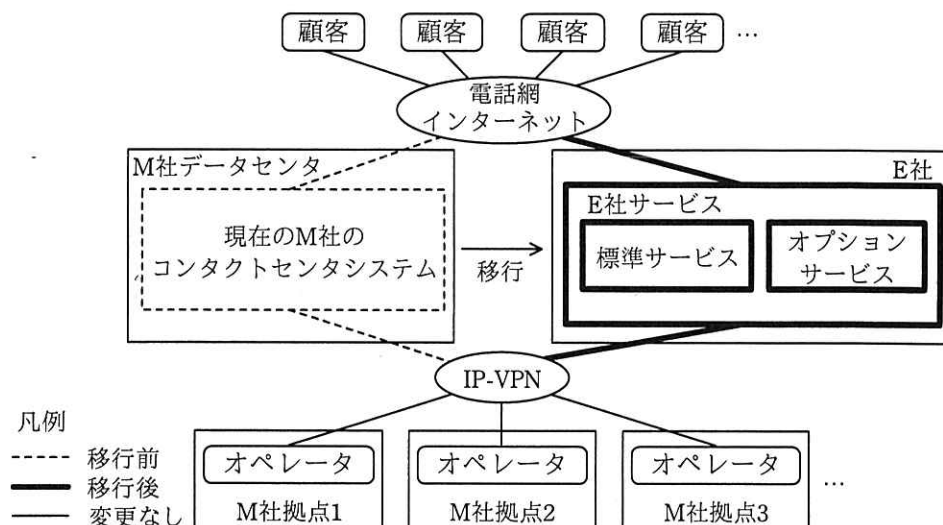 顧客 顧客 顧客 顧客 …
電話網
インターネット
M社データセンタ
現在のM社の
コンタクトセンタシステム
移行
E社
E社サービス
標準サービス
オプション
サービス
IP-VPN
凡例
移行前
移行後
変更なし
オペレータ オペレータ オペレータ …
M社拠点1 M社拠点2 M社拠点3